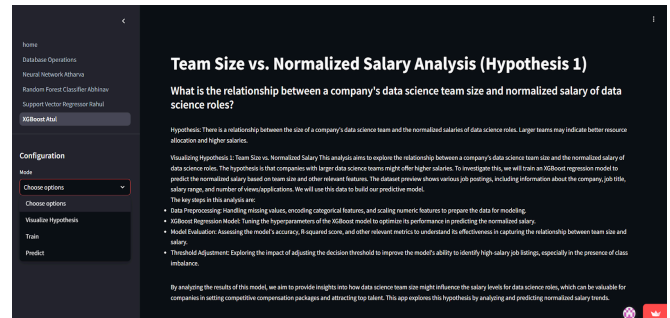 home
Database Operations
Neural Network Atharva
Random Forest Classifier Abhinav
Support Vector Regressor Rahul
XGBoost Atul
Configuration
Mode
Choose options
Choose options
Visualize Hypothesis
Train
Predict
Team Size vs. Normalized Salary Analysis (Hypothesis 1)
What is the relationship between a company's data science team size and normalized salary of data
science roles?
Hypothesis: There is a relationship between the size of a company's data science team and the normalized salaries of data science roles. Larger teams may indicate better resource
allocation and higher salaries.
Visualizing Hypothesis 1: Team Size vs. Normalized Salary This analysis aims to explore the relationship between a company's data science team size and the normalized salary of
data science roles. The hypothesis is that companies with larger data science teams might offer higher salaries. To investigate this, we will train an XGBoost regression model to
predict the normalized salary based on team size and other relevant features. The dataset preview shows various job postings, including information about the company, job title,
salary range, and number of views/applications. We will use this data to build our predictive model.
The key steps in this analysis are:
• Data Preprocessing: Handling missing values, encoding categorical features, and scaling numeric features to prepare the data for modeling.
• XGBoost Regression Model: Tuning the hyperparameters of the XGBoost model to optimize its performance in predicting the normalized salary.
• Model Evaluation: Assessing the model's accuracy, R-squared score, and other relevant metrics to understand its effectiveness in capturing the relationship between team size and
salary.
• Threshold Adjustment: Exploring the impact of adjusting the decision threshold to improve the model's ability to identify high-salary job listings, especially in the presence of class
imbalance.
By analyzing the results of this model, we aim to provide insights into how data science team size might influence the salary levels for data science roles, which can be valuable for
companies in setting competitive compensation packages and attracting top talent. This app explores this hypothesis by analyzing and predicting normalized salary trends.